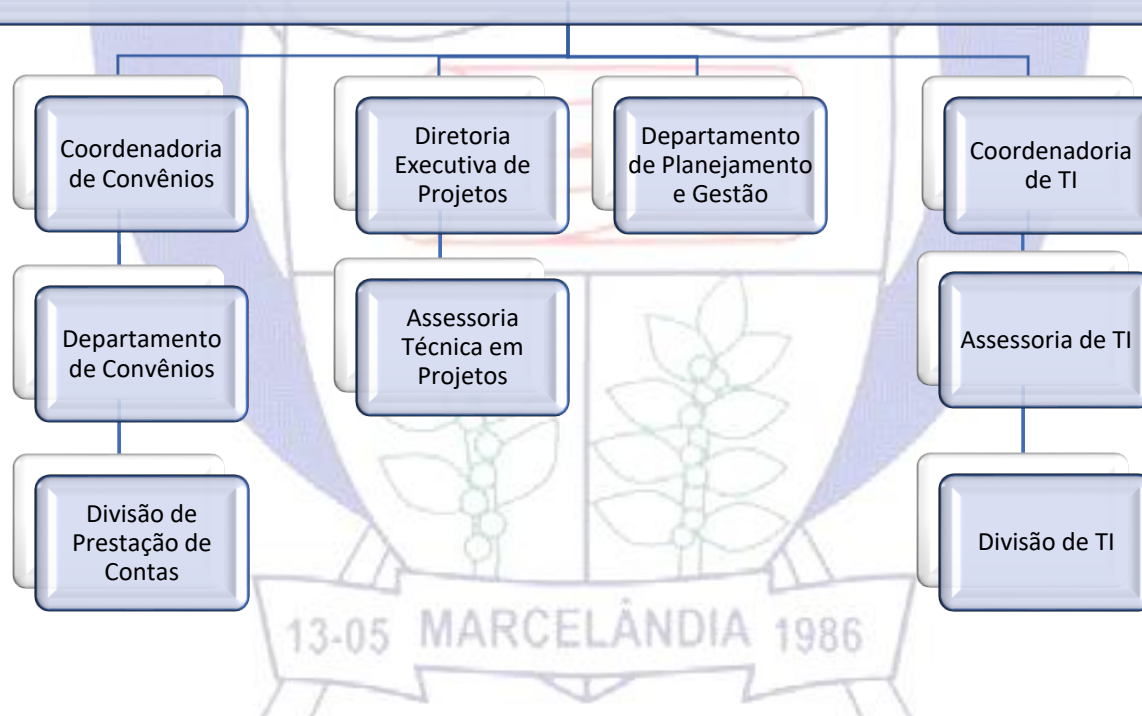 Coordenadoria
de Convênios
Diretoria
Executiva de
Projetos
Departamento
de Planejamento
e Gestão
Coordenadoria
de TI
Departamento
de Convênios
Assessoria
Técnica em
Projetos
Assessoria de TI
Divisão de
Prestação de
Contas
Divisão de TI
13-05 MARCELÂNDIA 1986